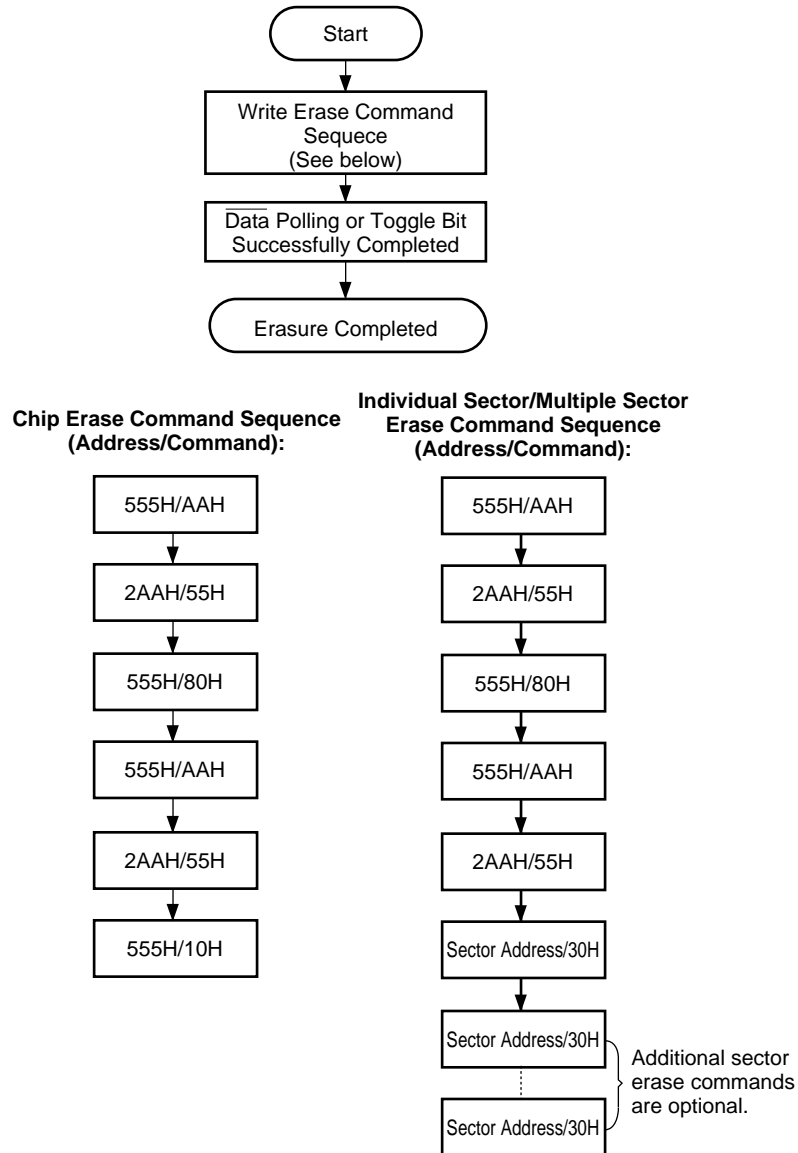 Start
Write Erase Command
Sequece
(See below)
Data Polling or Toggle Bit
Successfully Completed
Erasure Completed
Chip Erase Command Sequence
(Address/Command):
555H/AAH
2AAH/55H
555H/80H
555H/AAH
2AAH/55H
555H/10H
Individual Sector/Multiple Sector
Erase Command Sequence
(Address/Command):
555H/AAH
2AAH/55H
555H/80H
555H/AAH
2AAH/55H
Sector Address/30H
Sector Address/30H
Sector Address/30H
Additional sector
erase commands
are optional.